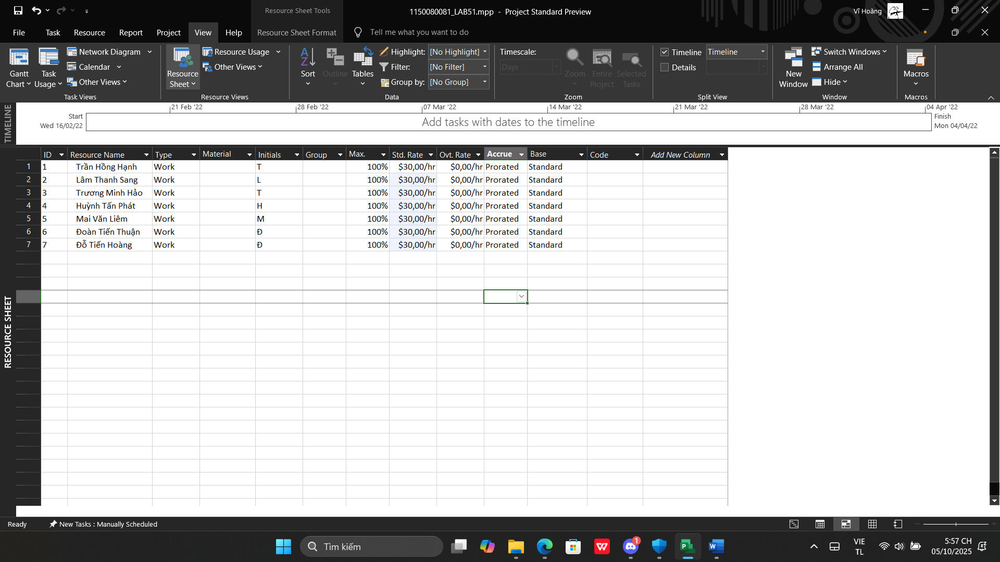 Resource Sheet Tools
1150080081_LAB51.mpp - Project Standard Preview
Vĩ Hoàng
File Task Resource Report Project View Help Resource Sheet Format Tell me what you want to do
Gantt Chart
Task Usage
Network Diagram
Calendar
Other Views
Task Views
Resource Sheet
Resource Usage
Other Views
Resource Views
Sort
Outline
Tables
Highlight: [No Highlight]
Filter: [No Filter]
Group by: [No Group]
Data
Timescale:
Days
Zoom
Entire Project
Selected Tasks
Zoom
Timeline Timeline
Details
Split View
New Window
Switch Windows
Arrange All
Hide
Window
Macros
Macros
TIMELINE
21 Feb '22 28 Feb '22 07 Mar '22 14 Mar '22 21 Mar '22 28 Mar '22 04 Apr '22
Start
Wed 16/02/22
Add tasks with dates to the timeline
Finish
Mon 04/04/22
RESOURCE SHEET
ID Resource Name Type Material Initials Group Max. Std. Rate Ovt. Rate Accrue Base Code Add New Column
1 1 Trần Hồng Hạnh Work T 100% $30,00/hr $0,00/hr Prorated Standard
2 2 Lâm Thanh Sang Work L 100% $30,00/hr $0,00/hr Prorated Standard
3 3 Trương Minh Hảo Work T 100% $30,00/hr $0,00/hr Prorated Standard
4 4 Huỳnh Tấn Phát Work H 100% $30,00/hr $0,00/hr Prorated Standard
5 5 Mai Văn Liêm Work M 100% $30,00/hr $0,00/hr Prorated Standard
6 6 Đoàn Tiến Thuận Work Đ 100% $30,00/hr $0,00/hr Prorated Standard
7 7 Đỗ Tiến Hoàng Work Đ 100% $30,00/hr $0,00/hr Prorated Standard
Ready New Tasks : Manually Scheduled
Tìm kiếm
1
VIE
TL
5:57 CH
05/10/2025